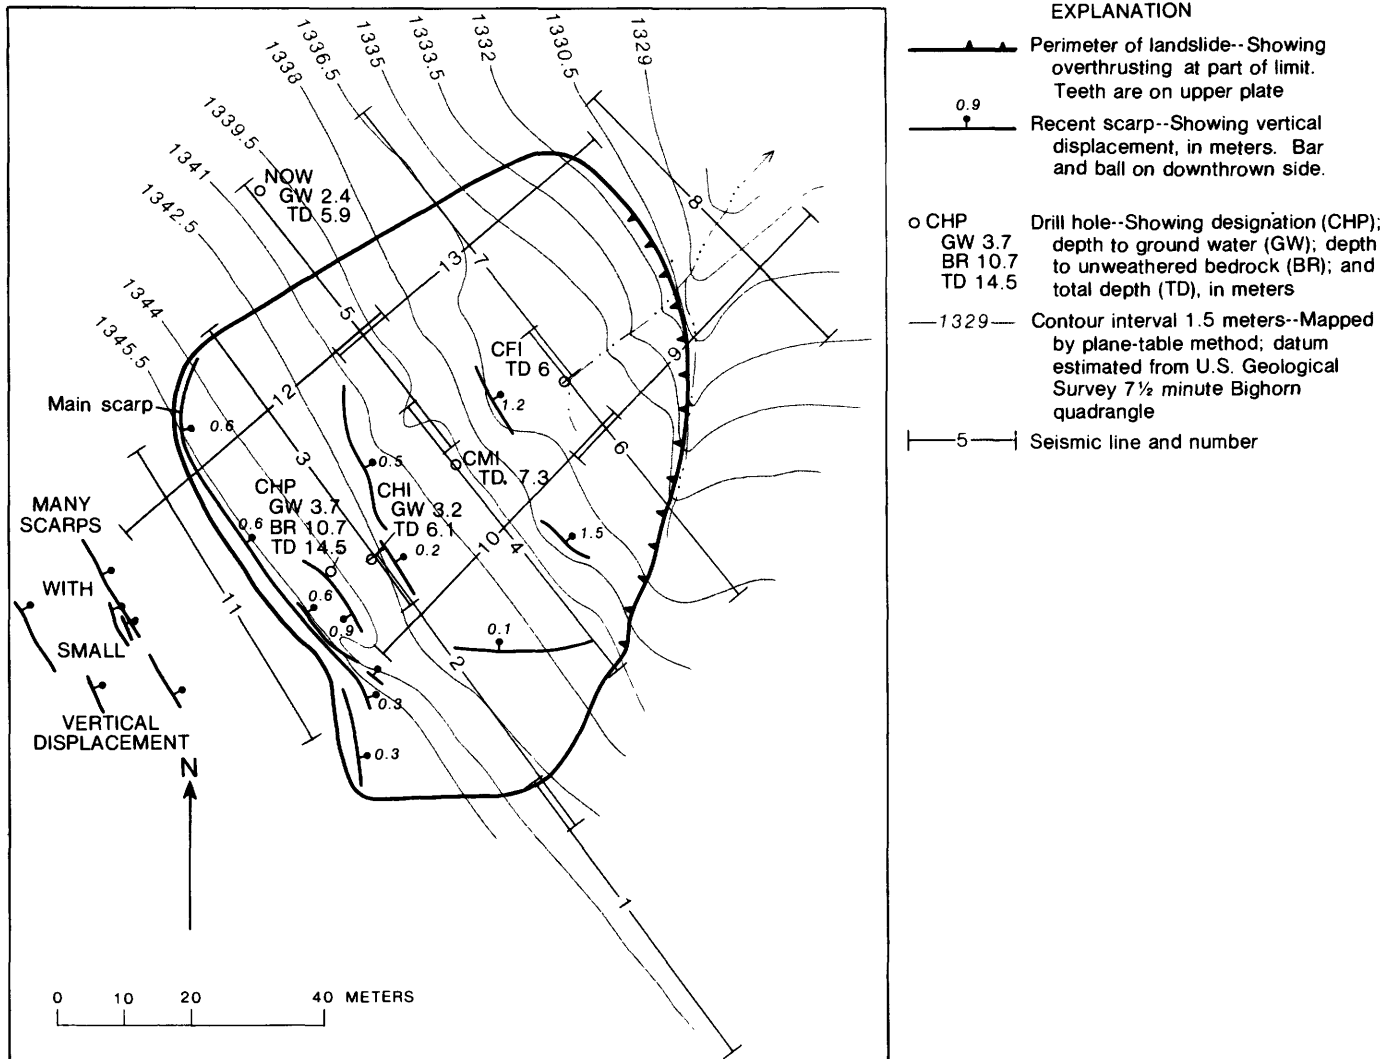 1338
1336.5
1335
1333.5
1332
1330.5
1329
1339.5
1341
1342.5
1344
1345.5
NOW
GW 2.4
TD 5.9
8
13
7
5
CFI
TD 6
9
12
1.2
Main scarp
0.6
3
0.5
CMI
TD. 7.3
6
CHP
GW 3.7
BR 10.7
TD 14.5
CHI
GW 3.2
TD 6.1
0.6
0.2
10
4
1.5
MANY
SCARPS
WITH
SMALL
VERTICAL
DISPLACEMENT
11
0.6
0.9
0.1
2
0.3
0.3
N
1
0 10 20 40 METERS
EXPLANATION
Perimeter of landslide--Showing
overthrusting at part of limit.
Teeth are on upper plate
0.9
Recent scarp--Showing vertical
displacement, in meters. Bar
and ball on downthrown side.
CHP
GW 3.7
BR 10.7
TD 14.5
Drill hole--Showing designation (CHP);
depth to ground water (GW); depth
to unweathered bedrock (BR); and
total depth (TD), in meters
1329
Contour interval 1.5 meters--Mapped
by plane-table method; datum
estimated from U.S. Geological
Survey 7½ minute Bighorn
quadrangle
5
Seismic line and number